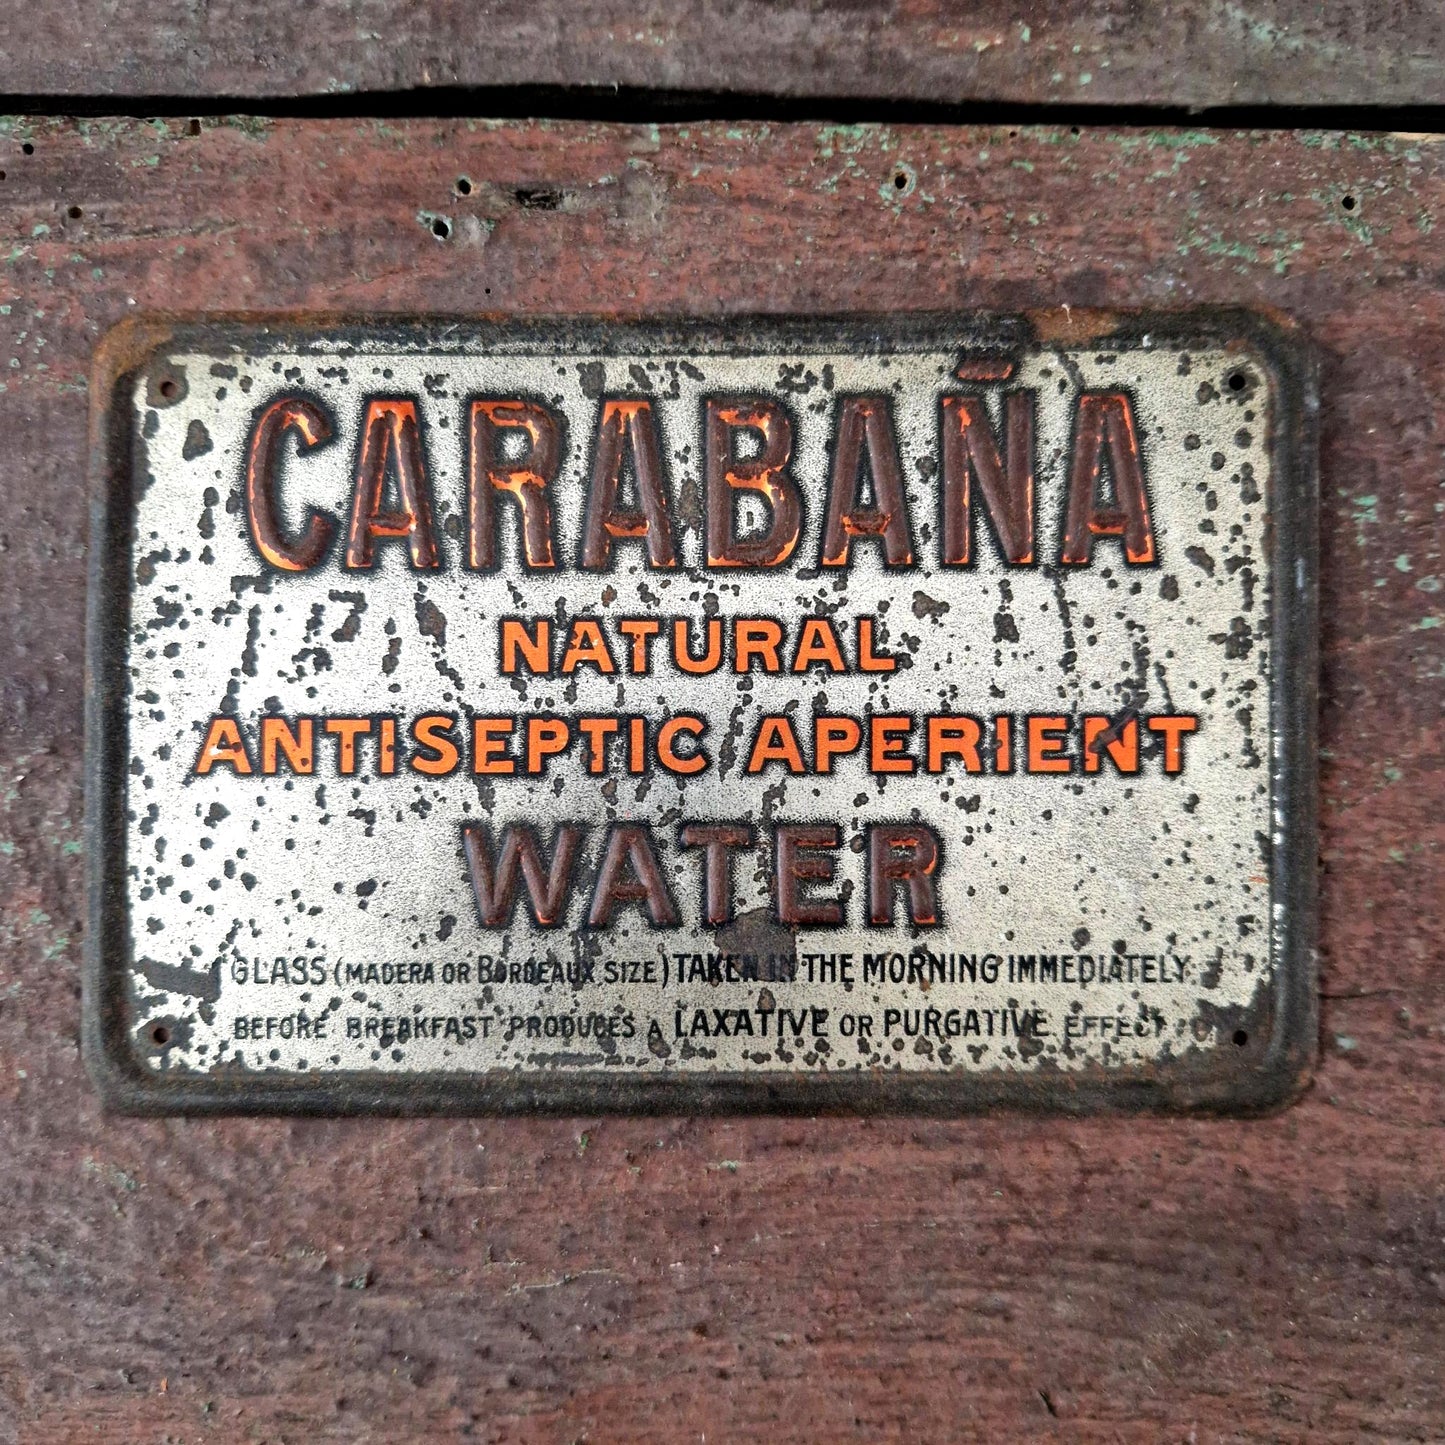 CARABAÑA
NATURAL
ANTISEPTIC APERIENT
WATER
GLASS (MADERA OR BORDEAUX SIZE) TAKEN IN THE MORNING IMMEDIATELY
BEFORE BREAKFAST PRODUCES A LAXATIVE OR PURGATIVE EFFECT